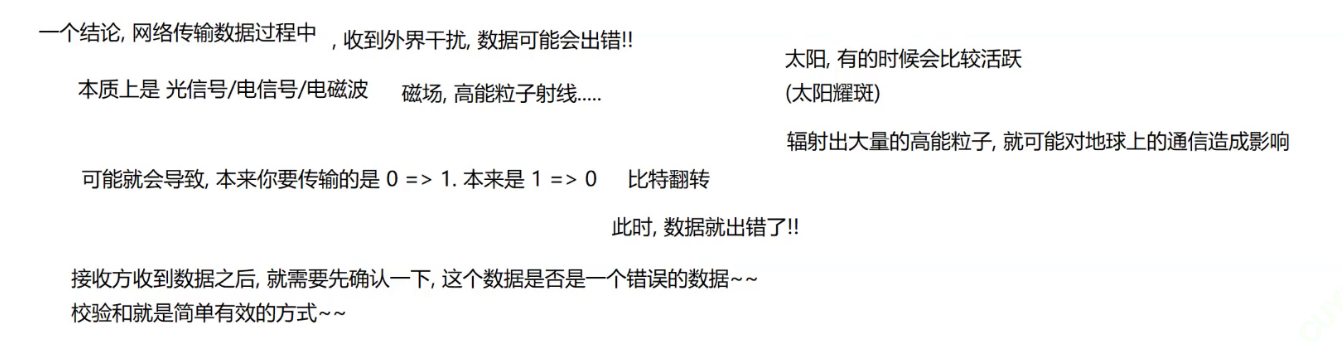 一个结论, 网络传输数据过程中 , 收到外界干扰, 数据可能会出错!!
太阳, 有的时候会比较活跃
本质上是 光信号/电信号/电磁波 磁场, 高能粒子射线.....
(太阳耀斑)
辐射出大量的高能粒子, 就可能对地球上的通信造成影响
可能就会导致, 本来你要传输的是 0 => 1. 本来是 1 => 0 比特翻转
此时, 数据就出错了!!
接收方收到数据之后, 就需要先确认一下, 这个数据是否是一个错误的数据~~
校验和就是简单有效的方式~~